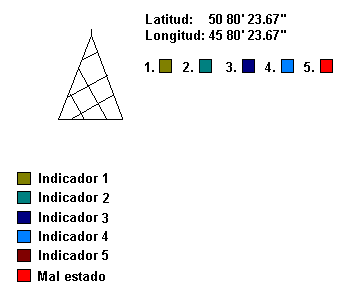 Latitud: 50 80' 23.67"
Longitud: 45 80' 23.67"
1. 2. 3. 4. 5.
Indicador 1
Indicador 2
Indicador 3
Indicador 4
Indicador 5
Mal estado